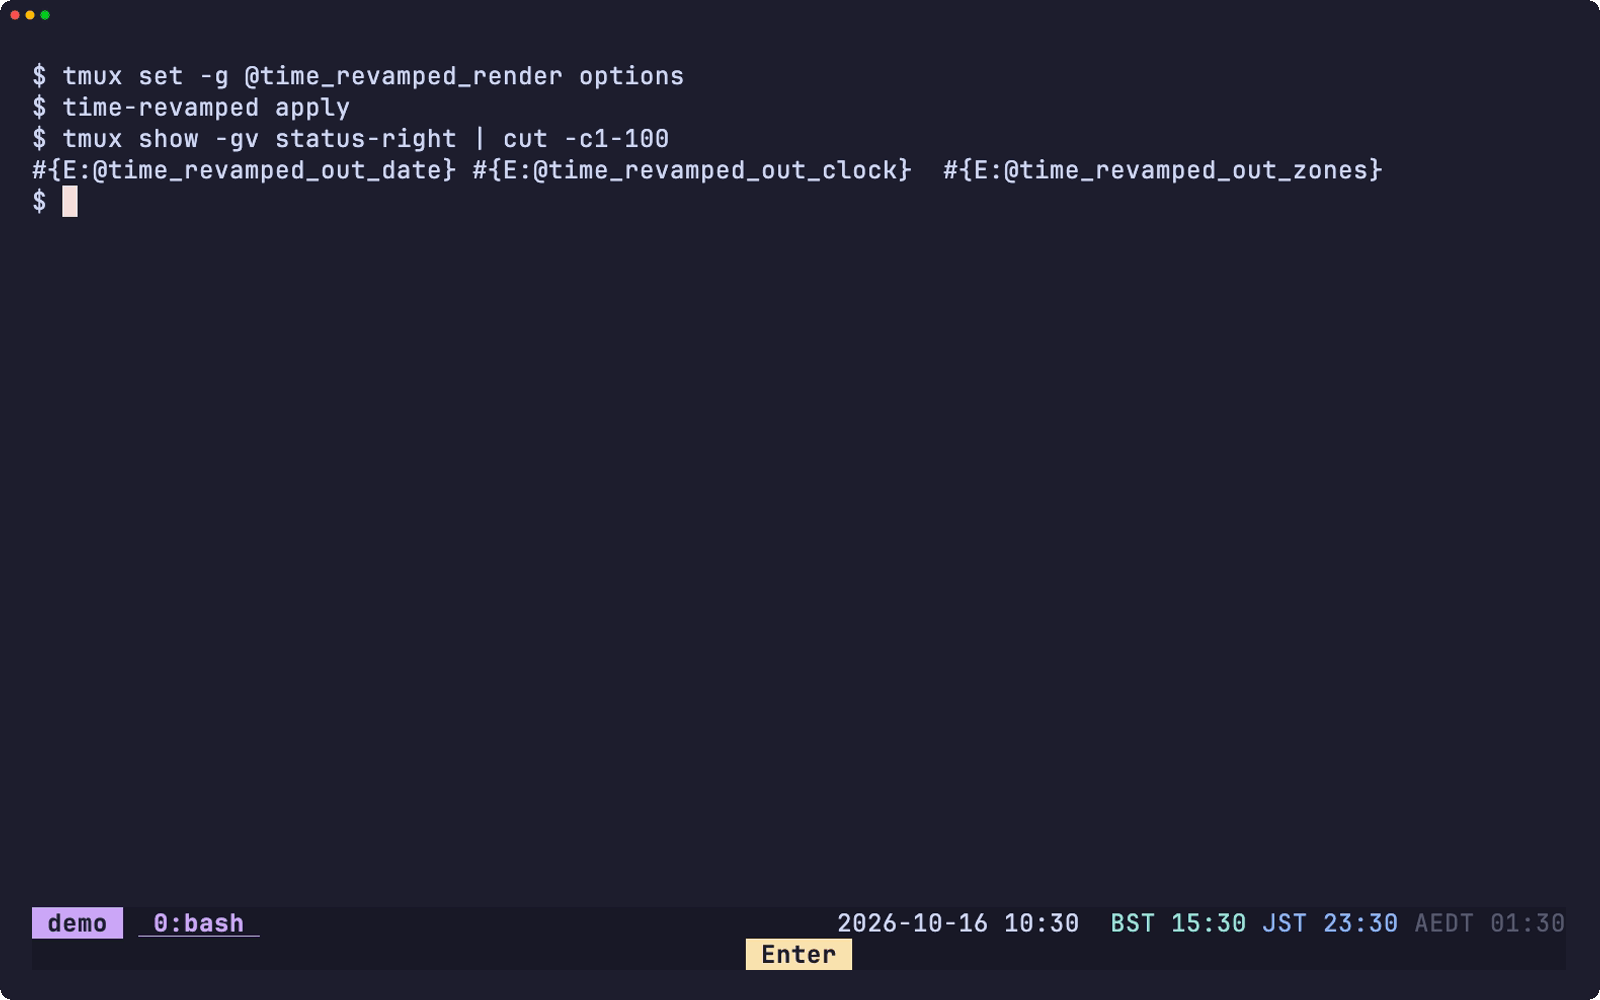 $ tmux set -g @time_revamped_render options
$ time-revamped apply
$ tmux show -gv status-right | cut -c1-100
#{E:@time_revamped_out_date} #{E:@time_revamped_out_clock}  #{E:@time_revamped_out_zones}
$
demo 0:bash 2026-10-16 10:30 BST 15:30 JST 23:30 AEDT 01:30
Enter